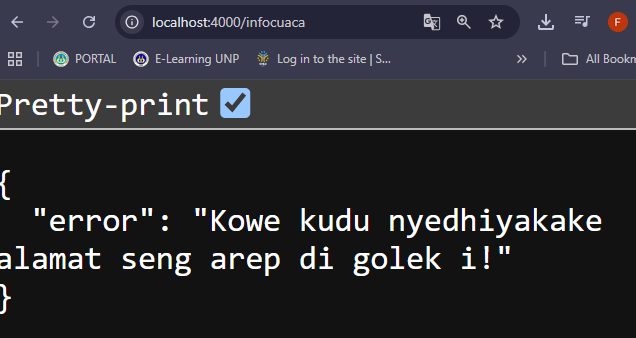 localhost:4000/infocuaca
F
PORTAL
E-Learning UNP
Log in to the site | S...
»
All Bookm
Pretty-print
{
"error": "Kowe kudu nyedhiyakake
alamat seng arep di golek i!"
}